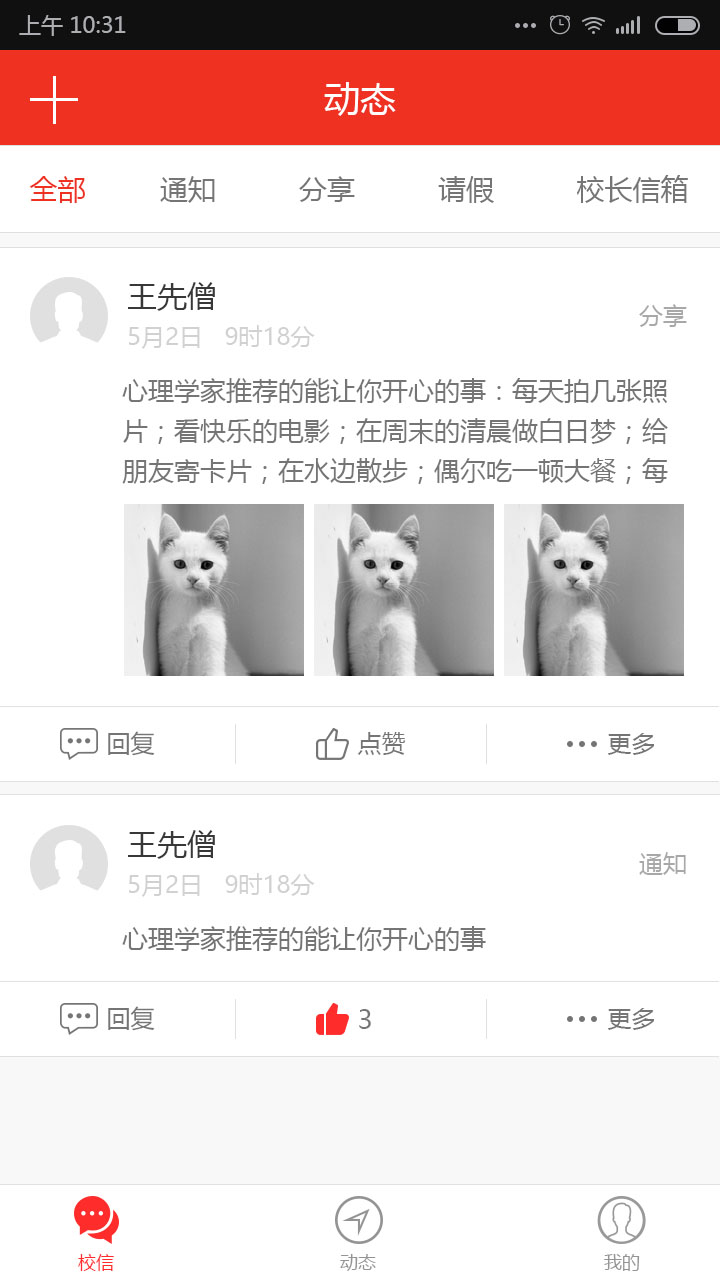 上午 10:31
动态
全部 通知 分享 请假 校长信箱
王先僧
5月2日 9时18分
分享
心理学家推荐的能让你开心的事：每天拍几张照
片；看快乐的电影；在周末的清晨做白日梦；给
朋友寄卡片；在水边散步；偶尔吃一顿大餐；每
回复 点赞 更多
王先僧
5月2日 9时18分
通知
心理学家推荐的能让你开心的事
回复 3 更多
校信 动态 我的